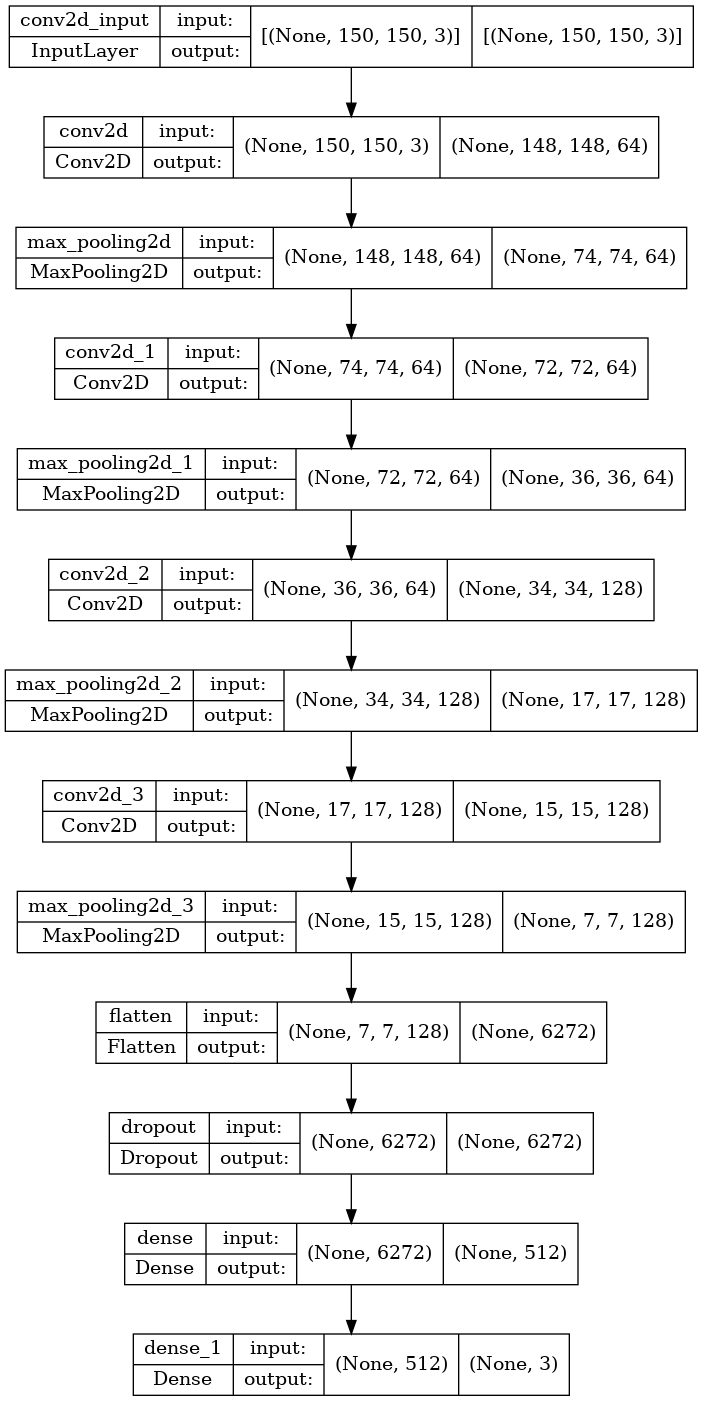 conv2d_input input: [(None, 150, 150, 3)] [(None, 150, 150, 3)]
InputLayer output:
conv2d input: (None, 150, 150, 3) (None, 148, 148, 64)
Conv2D output:
max_pooling2d input: (None, 148, 148, 64) (None, 74, 74, 64)
MaxPooling2D output:
conv2d_1 input: (None, 74, 74, 64) (None, 72, 72, 64)
Conv2D output:
max_pooling2d_1 input: (None, 72, 72, 64) (None, 36, 36, 64)
MaxPooling2D output:
conv2d_2 input: (None, 36, 36, 64) (None, 34, 34, 128)
Conv2D output:
max_pooling2d_2 input: (None, 34, 34, 128) (None, 17, 17, 128)
MaxPooling2D output:
conv2d_3 input: (None, 17, 17, 128) (None, 15, 15, 128)
Conv2D output:
max_pooling2d_3 input: (None, 15, 15, 128) (None, 7, 7, 128)
MaxPooling2D output:
flatten input: (None, 7, 7, 128) (None, 6272)
Flatten output:
dropout input: (None, 6272) (None, 6272)
Dropout output:
dense input: (None, 6272) (None, 512)
Dense output:
dense_1 input: (None, 512) (None, 3)
Dense output: